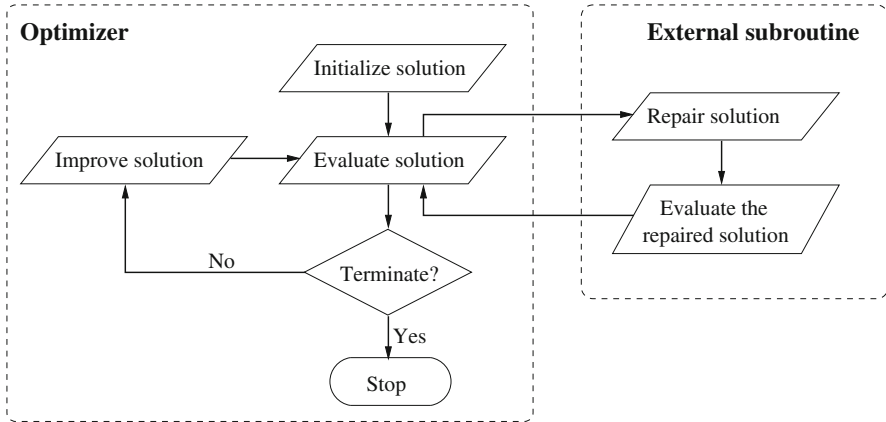 Optimizer
External subroutine
Initialize solution
Repair solution
Improve solution
Evaluate solution
Evaluate the
repaired solution
No
Terminate?
Yes
Stop